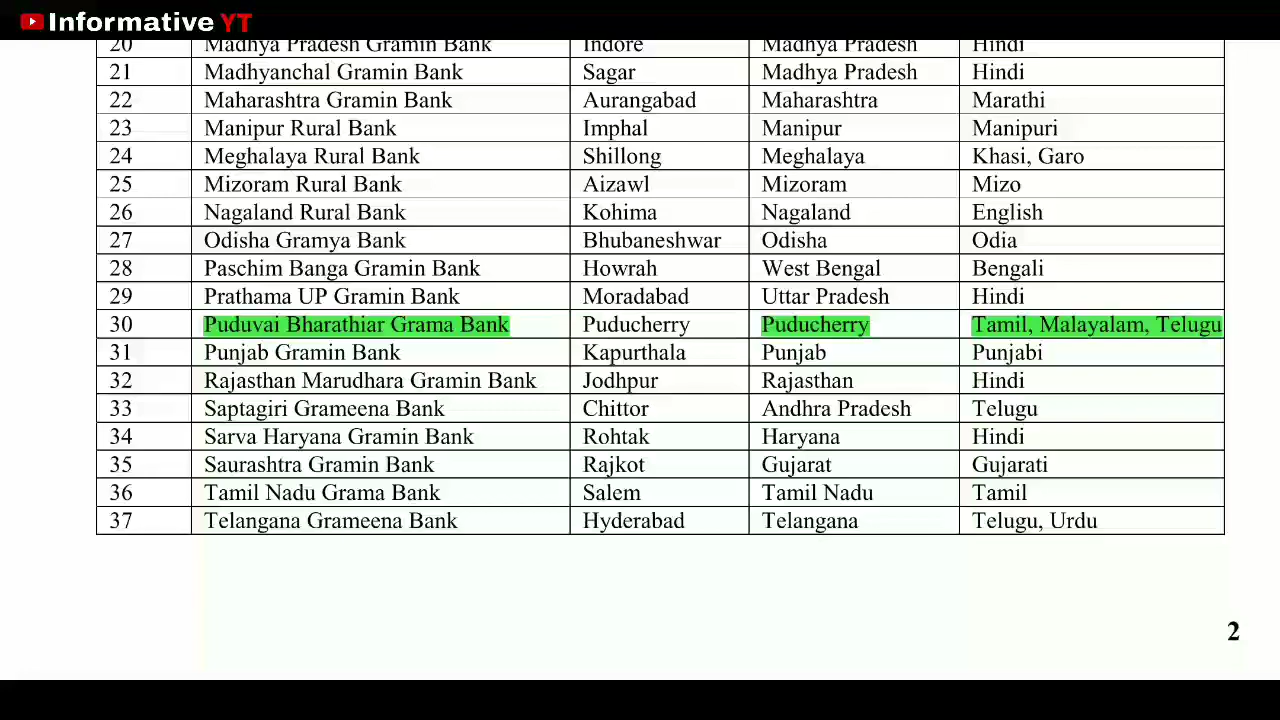 Informative YT
20 Madhya Pradesh Gramin Bank Indore Madhya Pradesh Hindi
21 Madhyanchal Gramin Bank Sagar Madhya Pradesh Hindi
22 Maharashtra Gramin Bank Aurangabad Maharashtra Marathi
23 Manipur Rural Bank Imphal Manipur Manipuri
24 Meghalaya Rural Bank Shillong Meghalaya Khasi, Garo
25 Mizoram Rural Bank Aizawl Mizoram Mizo
26 Nagaland Rural Bank Kohima Nagaland English
27 Odisha Gramya Bank Bhubaneshwar Odisha Odia
28 Paschim Banga Gramin Bank Howrah West Bengal Bengali
29 Prathama UP Gramin Bank Moradabad Uttar Pradesh Hindi
30 Puduvai Bharathiar Grama Bank Puducherry Puducherry Tamil, Malayalam, Telugu
31 Punjab Gramin Bank Kapurthala Punjab Punjabi
32 Rajasthan Marudhara Gramin Bank Jodhpur Rajasthan Hindi
33 Saptagiri Grameena Bank Chittor Andhra Pradesh Telugu
34 Sarva Haryana Gramin Bank Rohtak Haryana Hindi
35 Saurashtra Gramin Bank Rajkot Gujarat Gujarati
36 Tamil Nadu Grama Bank Salem Tamil Nadu Tamil
37 Telangana Grameena Bank Hyderabad Telangana Telugu, Urdu
2